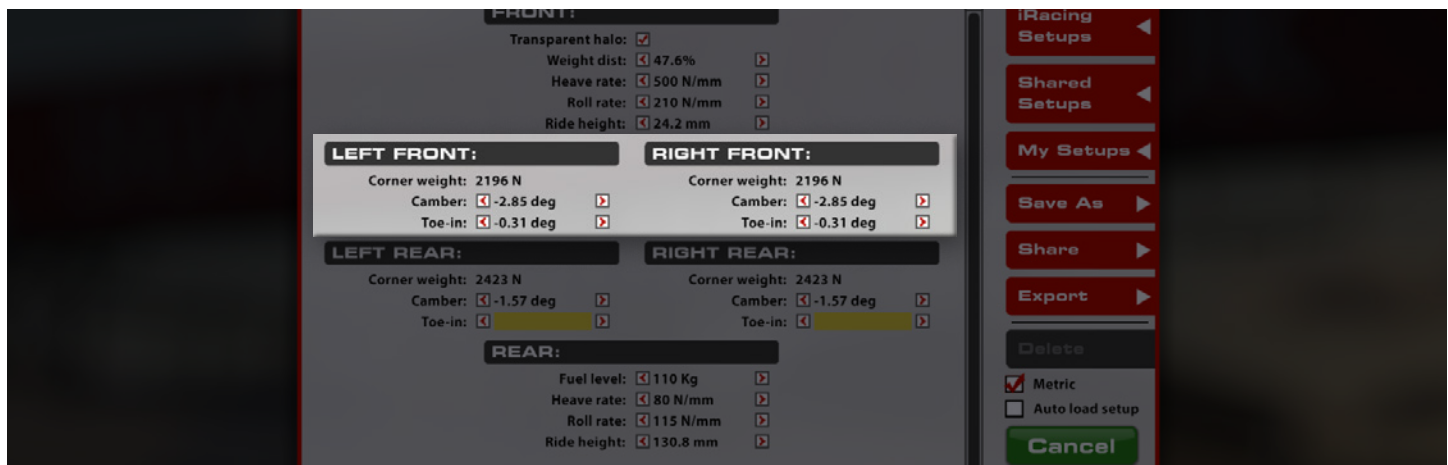 FRONT:
Transparent halo:
Weight dist: 47.6%
Heave rate: 500 N/mm
Roll rate: 210 N/mm
Ride height: 24.2 mm
LEFT FRONT:
Corner weight: 2196 N
Camber: -2.85 deg
Toe-in: -0.31 deg
RIGHT FRONT:
Corner weight: 2196 N
Camber: -2.85 deg
Toe-in: -0.31 deg
LEFT REAR:
Corner weight: 2423 N
Camber: -1.57 deg
Toe-in:
RIGHT REAR:
Corner weight: 2423 N
Camber: -1.57 deg
Toe-in:
REAR:
Fuel level: 110 Kg
Heave rate: 80 N/mm
Roll rate: 115 N/mm
Ride height: 130.8 mm
iRacing
Setups
Shared
Setups
My Setups
Save As
Share
Export
Delete
Metric
Auto load setup
Cancel